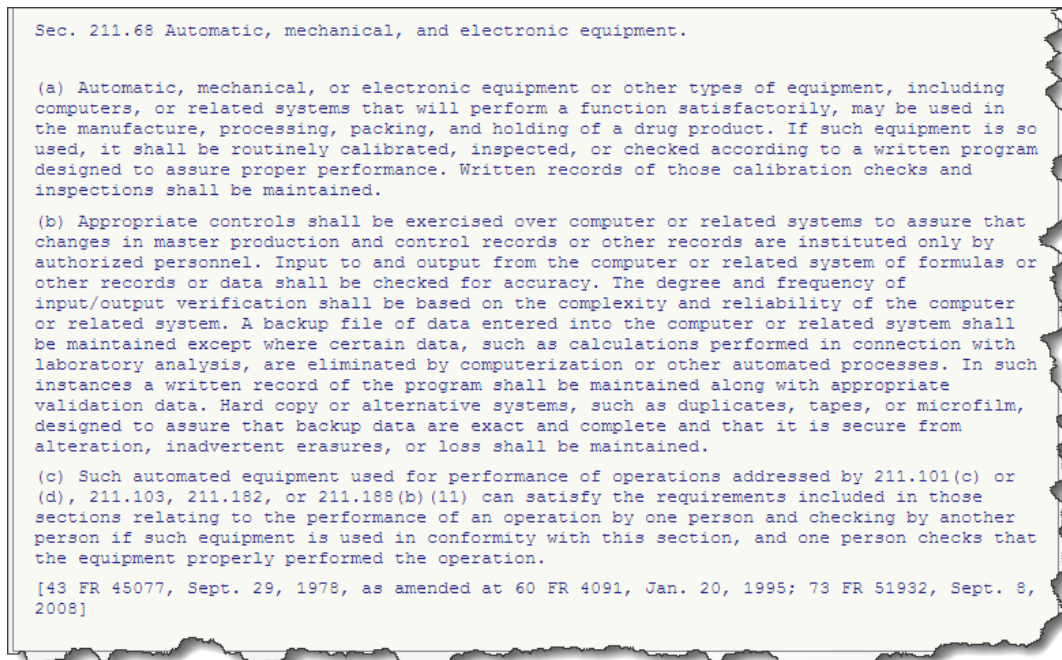 Sec. 211.68 Automatic, mechanical, and electronic equipment.
(a) Automatic, mechanical, or electronic equipment or other types of equipment, including
computers, or related systems that will perform a function satisfactorily, may be used in
the manufacture, processing, packing, and holding of a drug product. If such equipment is so
used, it shall be routinely calibrated, inspected, or checked according to a written program
designed to assure proper performance. Written records of those calibration checks and
inspections shall be maintained.
(b) Appropriate controls shall be exercised over computer or related systems to assure that
changes in master production and control records or other records are instituted only by
authorized personnel. Input to and output from the computer or related system of formulas or
other records or data shall be checked for accuracy. The degree and frequency of
input/output verification shall be based on the complexity and reliability of the computer
or related system. A backup file of data entered into the computer or related system shall
be maintained except where certain data, such as calculations performed in connection with
laboratory analysis, are eliminated by computerization or other automated processes. In such
instances a written record of the program shall be maintained along with appropriate
validation data. Hard copy or alternative systems, such as duplicates, tapes, or microfilm,
designed to assure that backup data are exact and complete and that it is secure from
alteration, inadvertent erasures, or loss shall be maintained.
(c) Such automated equipment used for performance of operations addressed by 211.101(c) or
(d), 211.103, 211.182, or 211.188(b)(11) can satisfy the requirements included in those
sections relating to the performance of an operation by one person and checking by another
person if such equipment is used in conformity with this section, and one person checks that
the equipment properly performed the operation.
[43 FR 45077, Sept. 29, 1978, as amended at 60 FR 4091, Jan. 20, 1995; 73 FR 51932, Sept. 8,
2008]